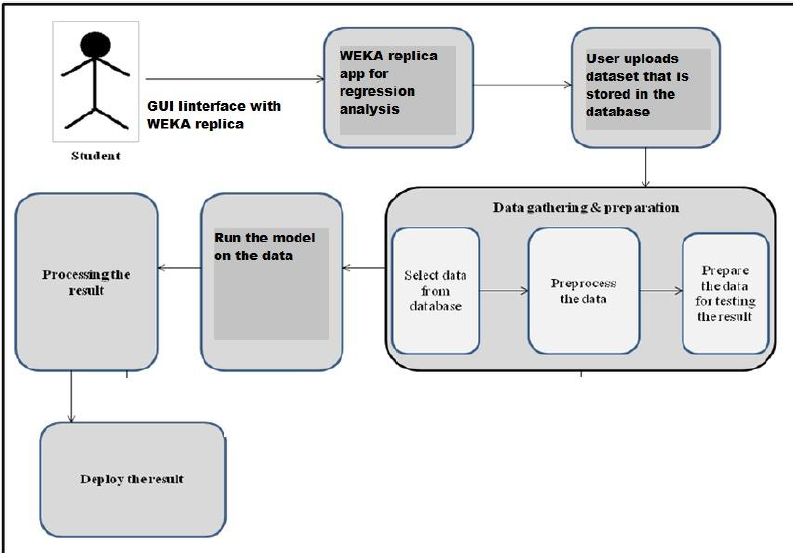 Student
GUI Iinterface with
WEKA replica
WEKA replica
app for
regression
analysis
User uploads
dataset that is
stored in the
database
Data gathering & preparation
Select data
from
database
Preprocess
the data
Prepare
the data
for testing
the result
Run the model
on the data
Processing the
result
Deploy the result